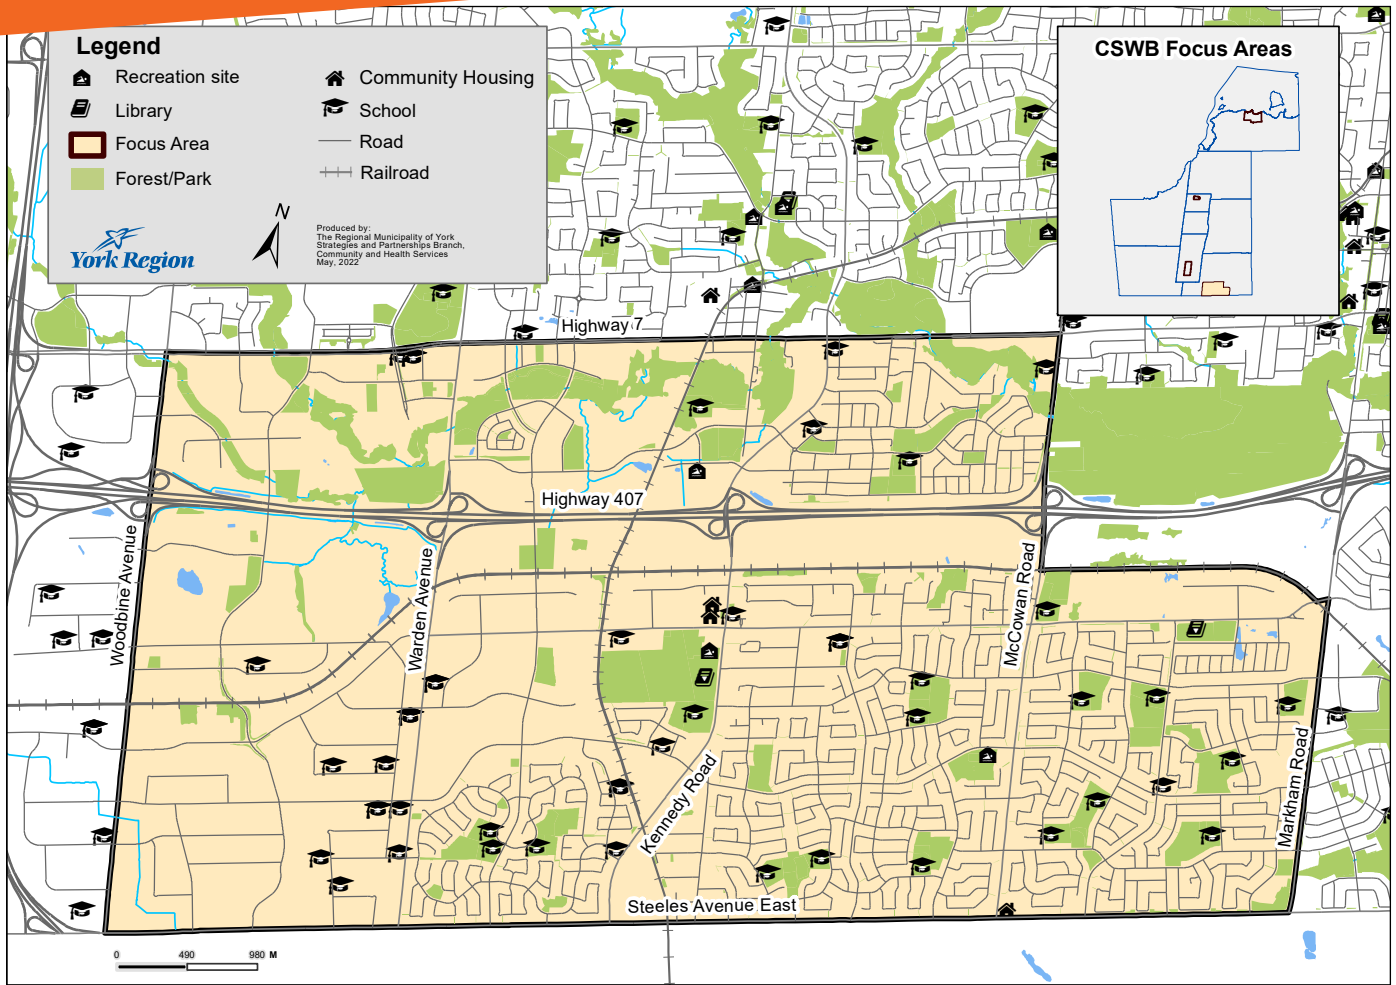 Legend
Recreation site
Library
Focus Area
Forest/Park
Community Housing
School
Road
Railroad
N
York Region
Produced by:
The Regional Municipality of York
Strategies and Partnerships Branch,
Community and Health Services
May, 2022
CSWB Focus Areas
Highway 7
Highway 407
Woodbine Avenue
Warden Avenue
McCowan Road
Kennedy Road
Markham Road
Steeles Avenue East
0 490 980 M